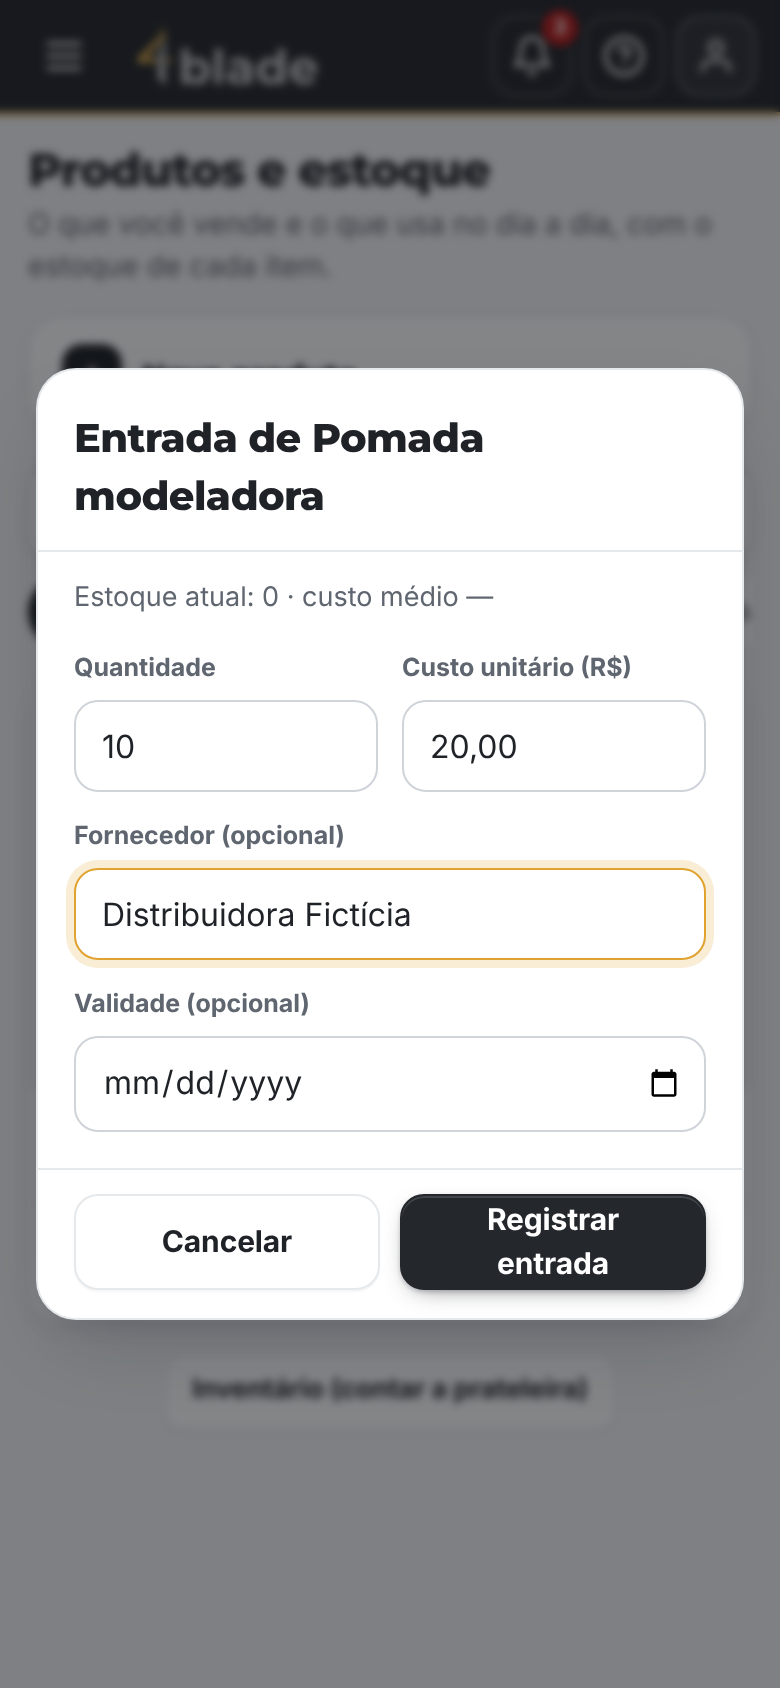 4blade
3
Produtos e estoque
O que você vende e o que usa no dia a dia, com o
estoque de cada item.
Entrada de Pomada
modeladora
Estoque atual: 0 · custo médio —
Quantidade
Custo unitário (R$)
10
20,00
Fornecedor (opcional)
Distribuidora Fictícia
Validade (opcional)
mm/dd/yyyy
Cancelar
Registrar
entrada
Inventário (contar a prateleira)